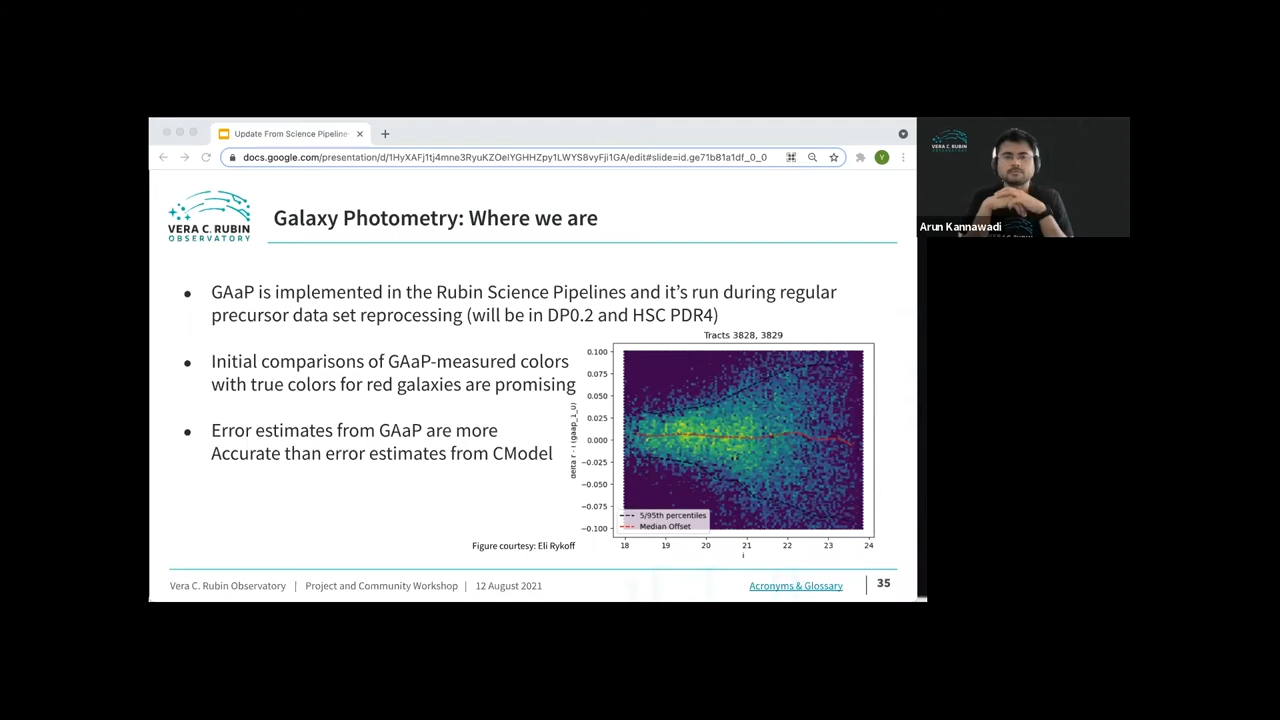 Update From Science Pipeline
docs.google.com/presentation/d/1HyXAFj1tj4mne3RyuKZOeIYGHHZpy1LWYS8vyFji1GA/edit#slide=id.ge71b81a1df_0_0
V
VERA C. RUBIN
OBSERVATORY
Arun Kannawadi
VERA C. RUBIN
OBSERVATORY
Galaxy Photometry: Where we are
● GAaP is implemented in the Rubin Science Pipelines and it's run during regular
precursor data set reprocessing (will be in DP0.2 and HSC PDR4)
● Initial comparisons of GAaP-measured colors
with true colors for red galaxies are promising
● Error estimates from GAaP are more
Accurate than error estimates from CModel
Tracts 3828, 3829
0.100
0.075
0.050
0.025
0.000
−0.025
−0.050
−0.075
−0.100
delta r - i (gaap_1_0)
5/95th percentiles
Median Offset
18 19 20 21 22 23 24
i
Figure courtesy: Eli Rykoff
Vera C. Rubin Observatory | Project and Community Workshop | 12 August 2021
Acronyms & Glossary
35